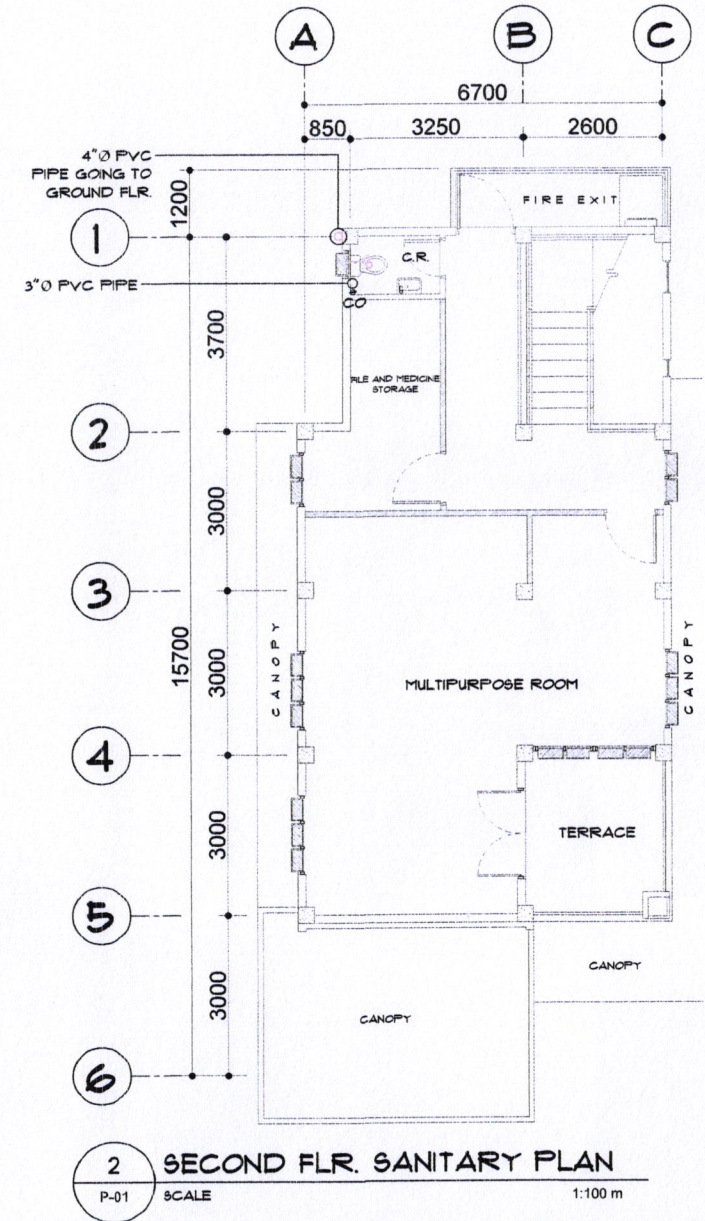 A
B
C
6700
850
3250
2600
4"Ø PVC
PIPE GOING TO
GROUND FLR.
1200
FIRE EXIT
1
C.R.
3"Ø PVC PIPE
CO
3700
FILE AND MEDICINE
STORAGE
2
3000
3
15700
CANOPY
3000
MULTIPURPOSE ROOM
CANOPY
4
3000
TERRACE
5
CANOPY
3000
CANOPY
6
2
P-01
SECOND FLR. SANITARY PLAN
SCALE
1:100 m